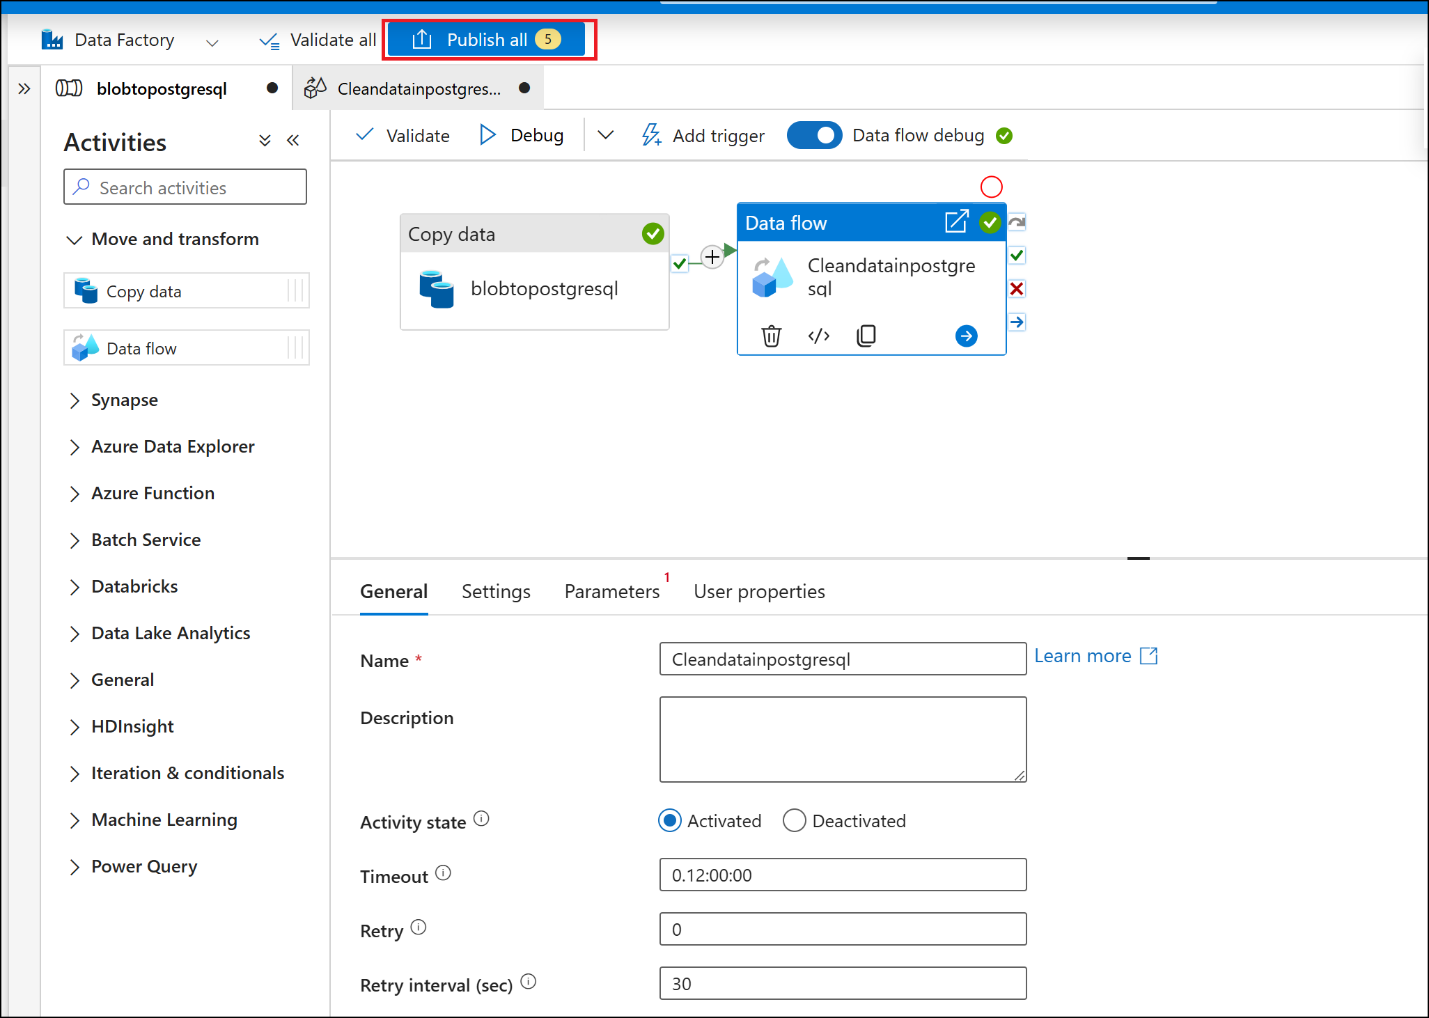 Data Factory
Validate all
Publish all 5
blobtopostgresql
Cleandatainpostgres...
Activities
Validate
Debug
Add trigger
Data flow debug
Search activities
Move and transform
Copy data
Data flow
Synapse
Azure Data Explorer
Azure Function
Batch Service
Databricks
Data Lake Analytics
General
HDInsight
Iteration & conditionals
Machine Learning
Power Query
Copy data
blobtopostgresql
Data flow
Cleandatainpostgre
sql
General
Settings
Parameters 1
User properties
Name *
Cleandatainpostgresql
Learn more
Description
Activity state
Activated
Deactivated
Timeout
0.12:00:00
Retry
0
Retry interval (sec)
30